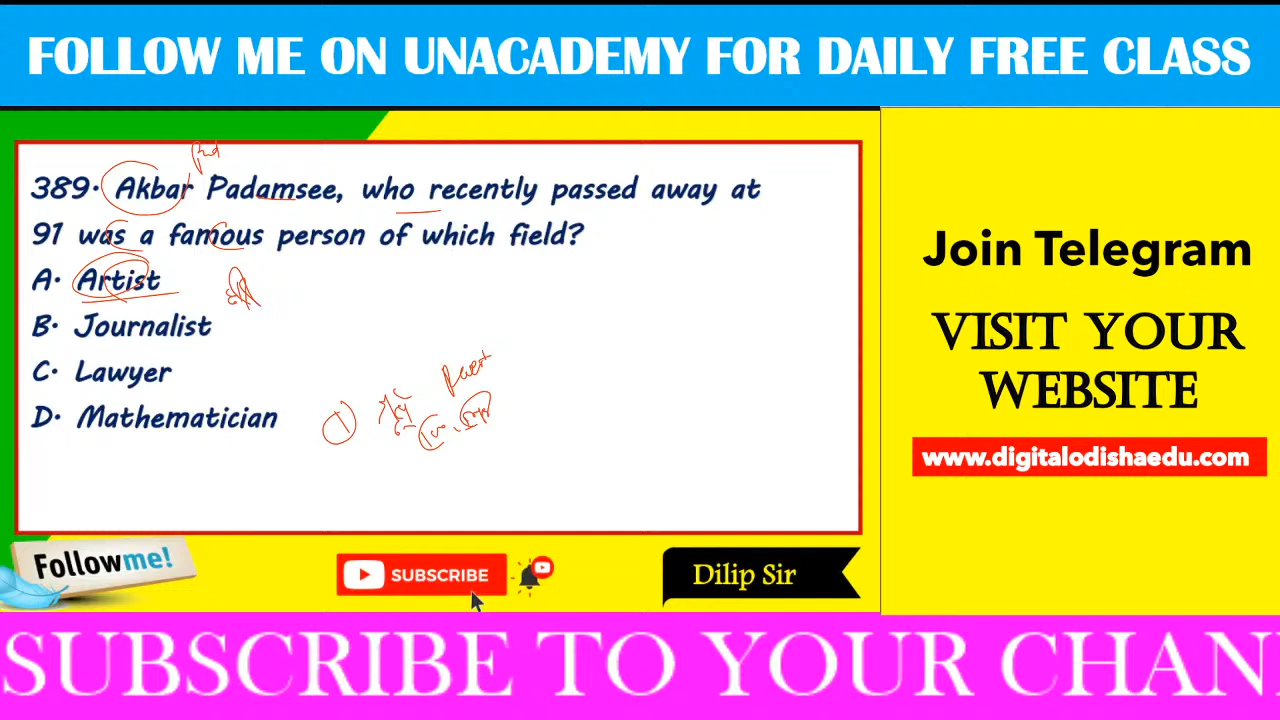 FOLLOW ME ON UNACADEMY FOR DAILY FREE CLASS
389. Akbar Padamsee, who recently passed away at
91 was a famous person of which field?
A. Artist
B. Journalist
C. Lawyer
D. Mathematician
1
Join Telegram
VISIT YOUR
WEBSITE
www.digitalodishaedu.com
Followme!
SUBSCRIBE
Dilip Sir
SUBSCRIBE TO YOUR CHAN